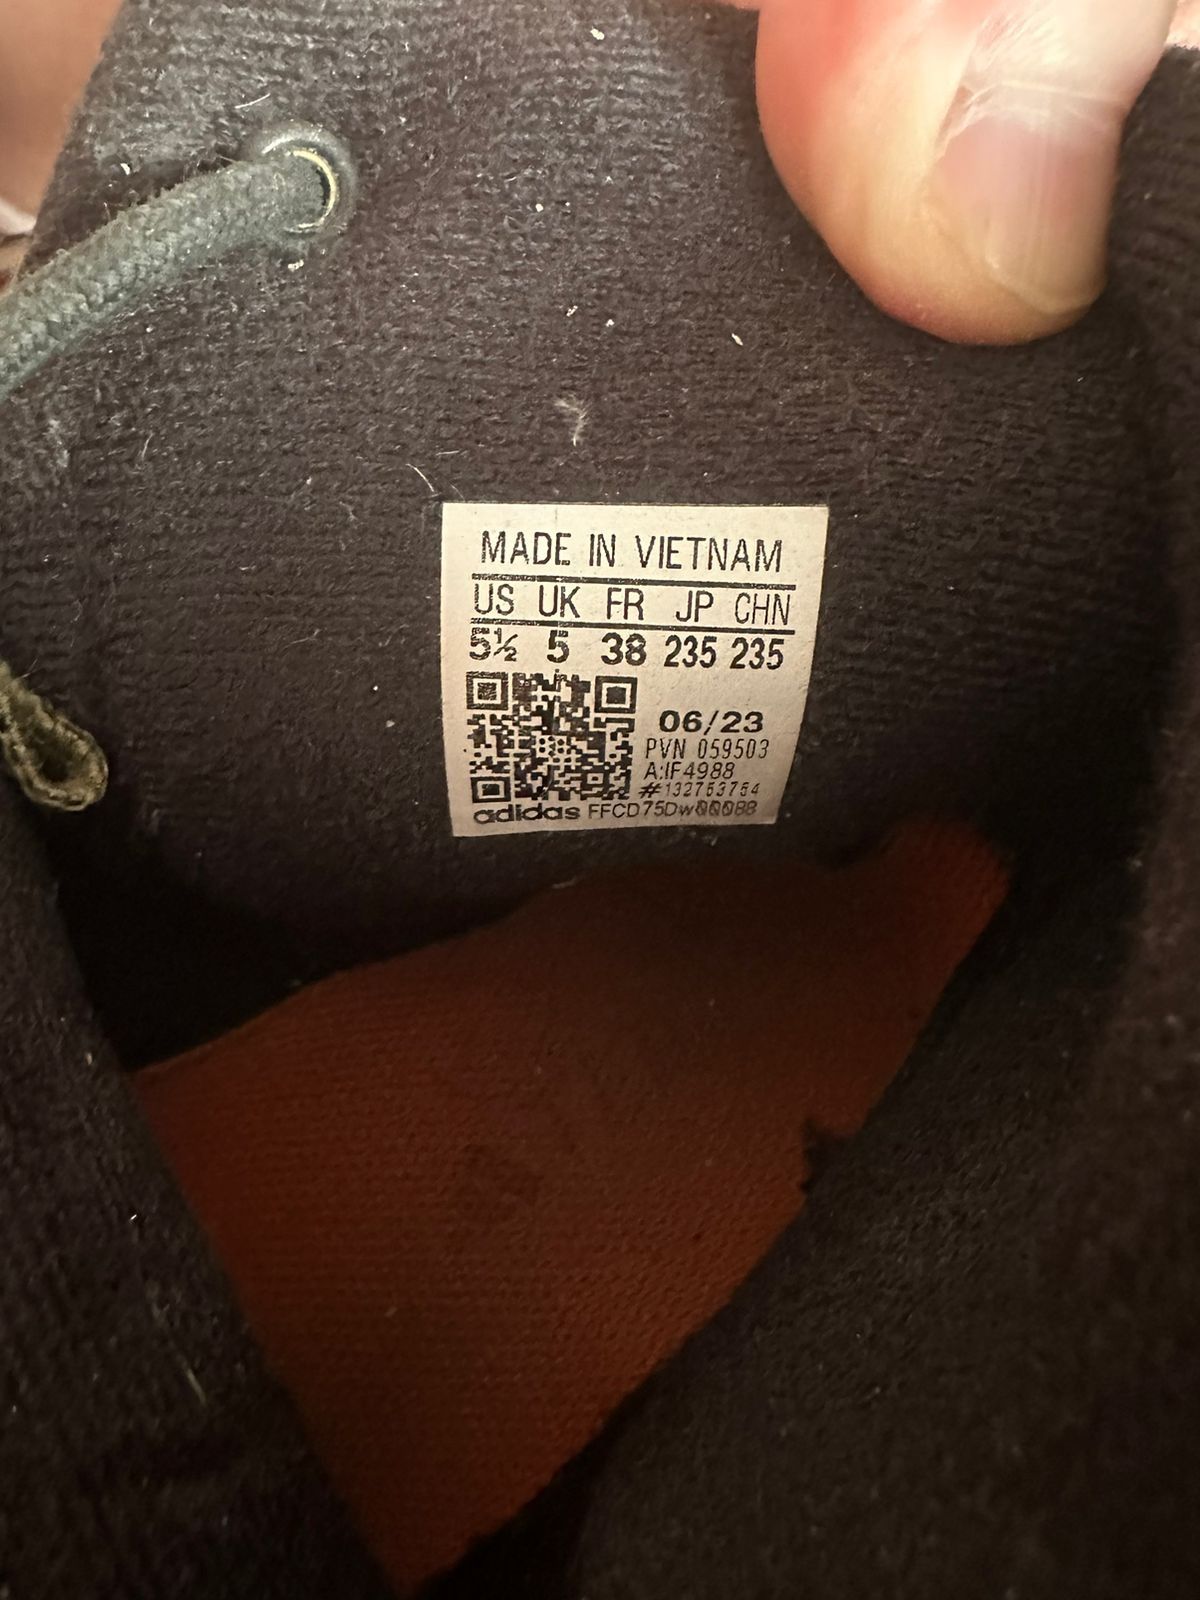 MADE IN VIETNAM
US UK FR JP CHN
5½ 5 38 235 235
06/23
PVN 059503
A:IF4988
#132753754
adidas FFCD75Dw00088